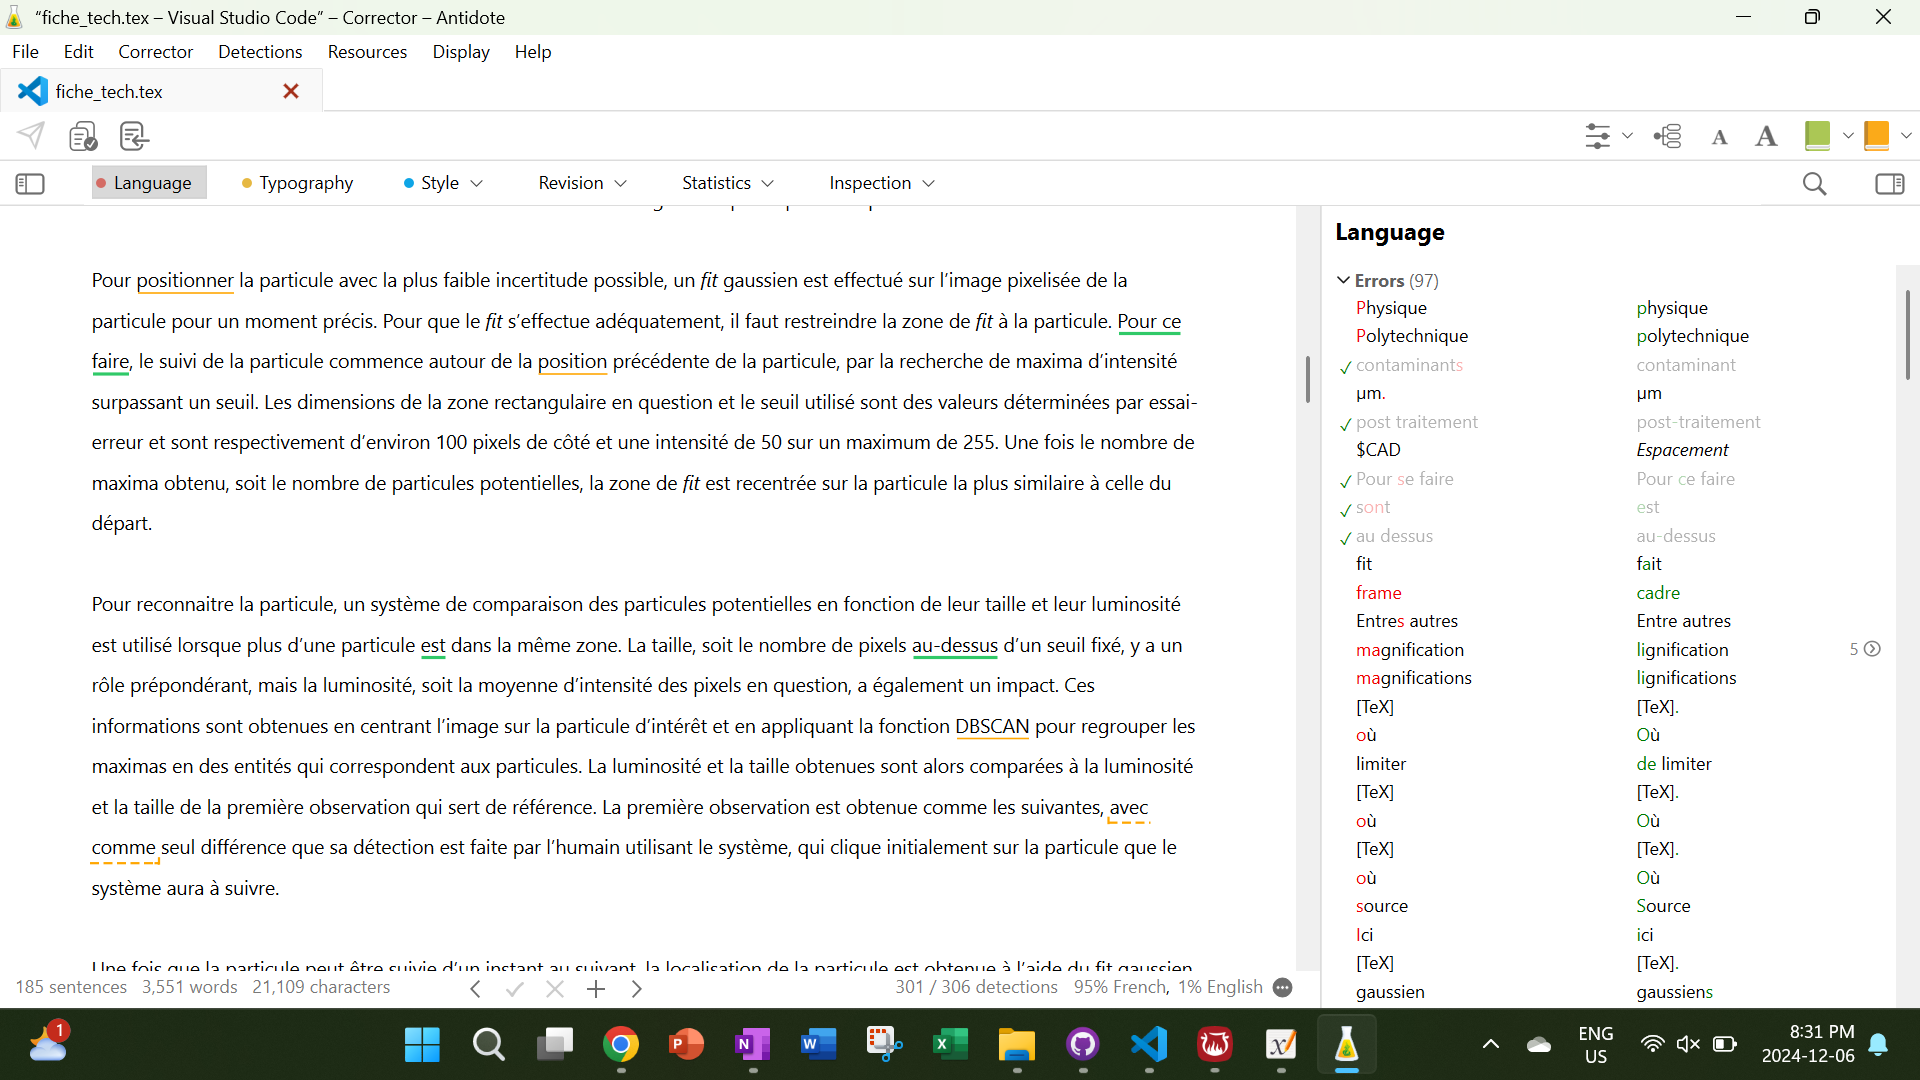 “fiche_tech.tex – Visual Studio Code” – Corrector – Antidote
File Edit Corrector Detections Resources Display Help
fiche_tech.tex
A A
Language Typography Style Revision Statistics Inspection
Pour positionner la particule avec la plus faible incertitude possible, un fit gaussien est effectué sur l’image pixelisée de la
particule pour un moment précis. Pour que le fit s’effectue adéquatement, il faut restreindre la zone de fit à la particule. Pour ce
faire, le suivi de la particule commence autour de la position précédente de la particule, par la recherche de maxima d’intensité
surpassant un seuil. Les dimensions de la zone rectangulaire en question et le seuil utilisé sont des valeurs déterminées par essai-
erreur et sont respectivement d’environ 100 pixels de côté et une intensité de 50 sur un maximum de 255. Une fois le nombre de
maxima obtenu, soit le nombre de particules potentielles, la zone de fit est recentrée sur la particule la plus similaire à celle du
départ.
Pour reconnaitre la particule, un système de comparaison des particules potentielles en fonction de leur taille et leur luminosité
est utilisé lorsque plus d’une particule est dans la même zone. La taille, soit le nombre de pixels au-dessus d’un seuil fixé, y a un
rôle prépondérant, mais la luminosité, soit la moyenne d’intensité des pixels en question, a également un impact. Ces
informations sont obtenues en centrant l’image sur la particule d’intérêt et en appliquant la fonction DBSCAN pour regrouper les
maximas en des entités qui correspondent aux particules. La luminosité et la taille obtenues sont alors comparées à la luminosité
et la taille de la première observation qui sert de référence. La première observation est obtenue comme les suivantes, avec
comme seul différence que sa détection est faite par l’humain utilisant le système, qui clique initialement sur la particule que le
système aura à suivre.
Une fois que la particule peut être suivie d’un instant au suivant, la localisation de la particule est obtenue à l’aide du fit gaussien
185 sentences 3,551 words 21,109 characters
301 / 306 detections 95% French, 1% English
Language
Errors (97)
Physique physique
Polytechnique polytechnique
contaminants contaminant
µm. µm
post traitement post-traitement
$CAD Espacement
Pour se faire Pour ce faire
sont est
au dessus au-dessus
fit fait
frame cadre
Entres autres Entre autres
magnification lignification 5
magnifications lignifications
[TeX] [TeX].
où Où
limiter de limiter
[TeX] [TeX].
où Où
[TeX] [TeX].
où Où
source Source
Ici ici
[TeX] [TeX].
gaussien gaussiens
1
P N W X
ENG
US
8:31 PM
2024-12-06